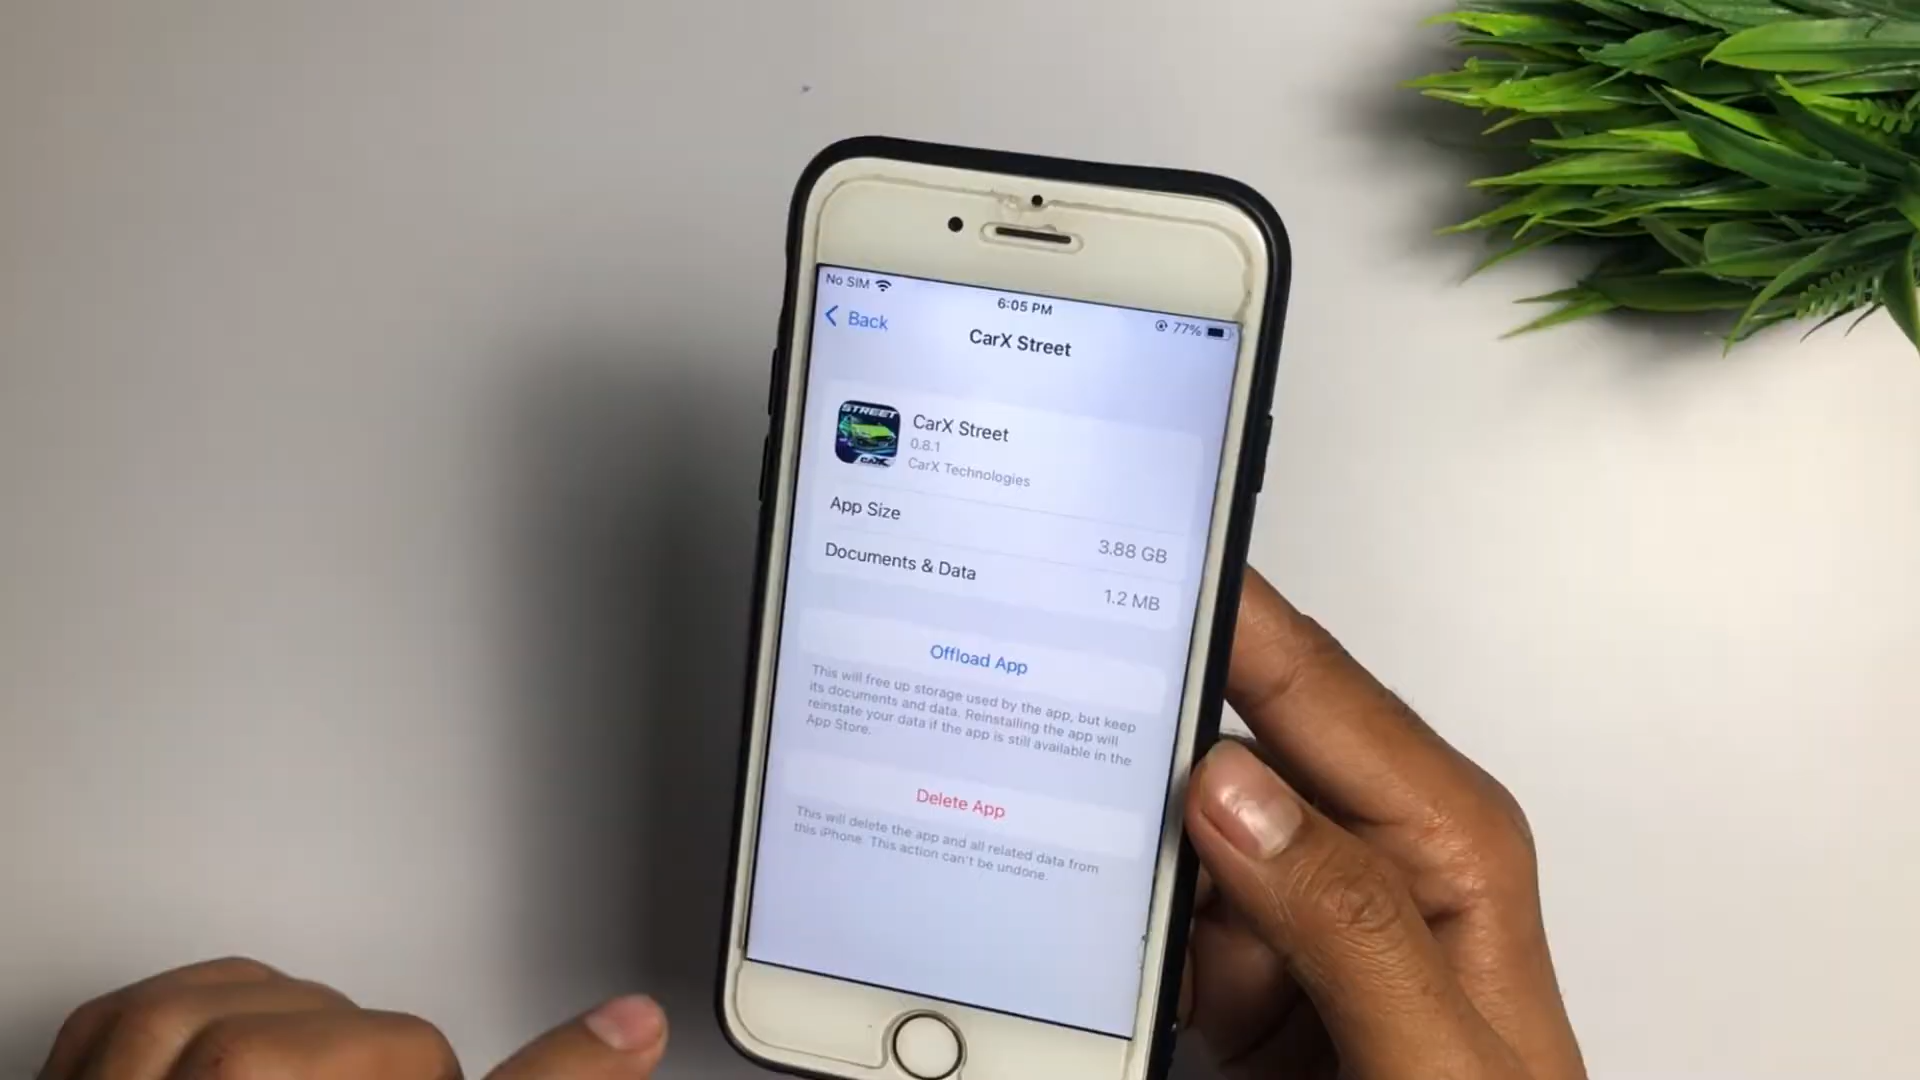 No SIM
6:05 PM
77%
Back
CarX Street
STREET
CARX
CarX Street
0.8.1
CarX Technologies
App Size
3.88 GB
Documents & Data
1.2 MB
Offload App
This will free up storage used by the app, but keep
its documents and data. Reinstalling the app will
reinstate your data if the app is still available in the
App Store.
Delete App
This will delete the app and all related data from
this iPhone. This action can't be undone.